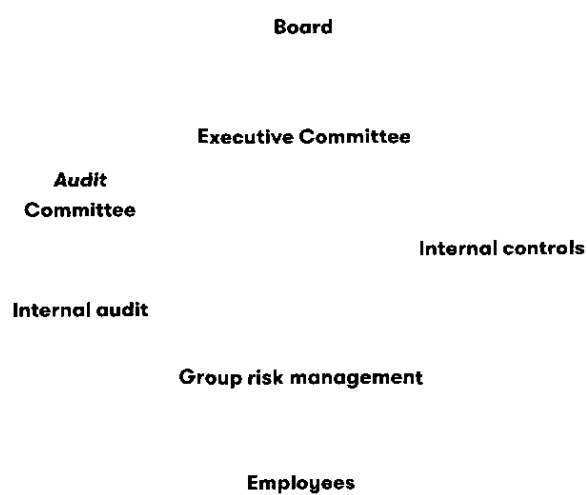 Board
Executive Committee
Audit
Committee
Internal controls
Internal audit
Group risk management
Employees